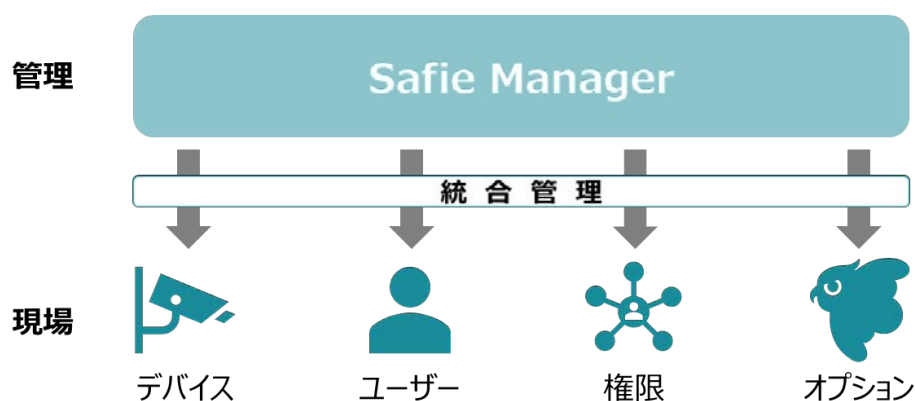 管理
Safie Manager
統合管理
現場
デバイス
ユーザー
権限
オプション